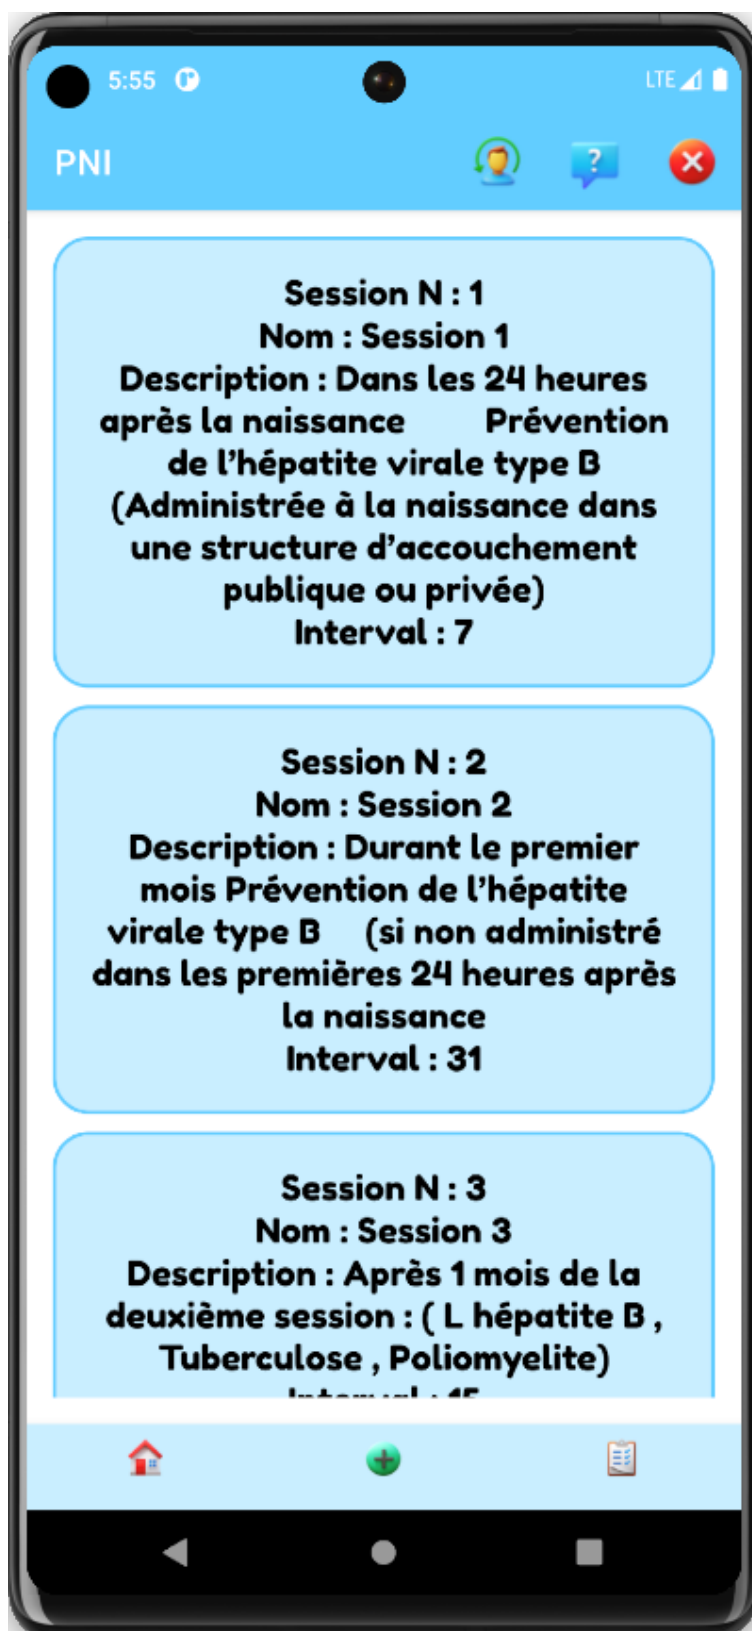 5:55
LTE
PNI
Session N : 1
Nom : Session 1
Description : Dans les 24 heures
après la naissance Prévention
de l'hépatite virale type B
(Administrée à la naissance dans
une structure d'accouchement
publique ou privée)
Interval : 7
Session N : 2
Nom : Session 2
Description : Durant le premier
mois Prévention de l'hépatite
virale type B (si non administré
dans les premières 24 heures après
la naissance
Interval : 31
Session N : 3
Nom : Session 3
Description : Après 1 mois de la
deuxième session : ( L hépatite B ,
Tuberculose , Poliomyelite)
Interval : 15